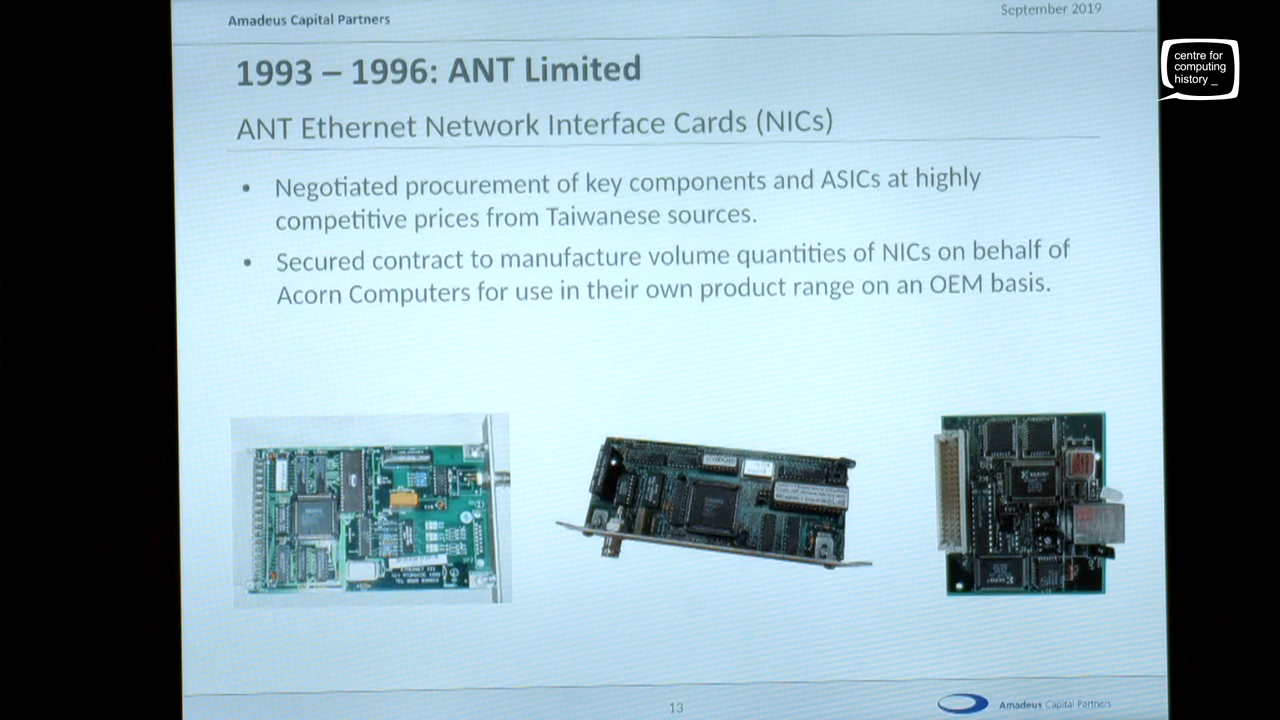 Amadeus Capital Partners
September 2019
centre for
computing
history _
1993 – 1996: ANT Limited
ANT Ethernet Network Interface Cards (NICs)
• Negotiated procurement of key components and ASICs at highly
competitive prices from Taiwanese sources.
• Secured contract to manufacture volume quantities of NICs on behalf of
Acorn Computers for use in their own product range on an OEM basis.
13
Amadeus Capital Partners